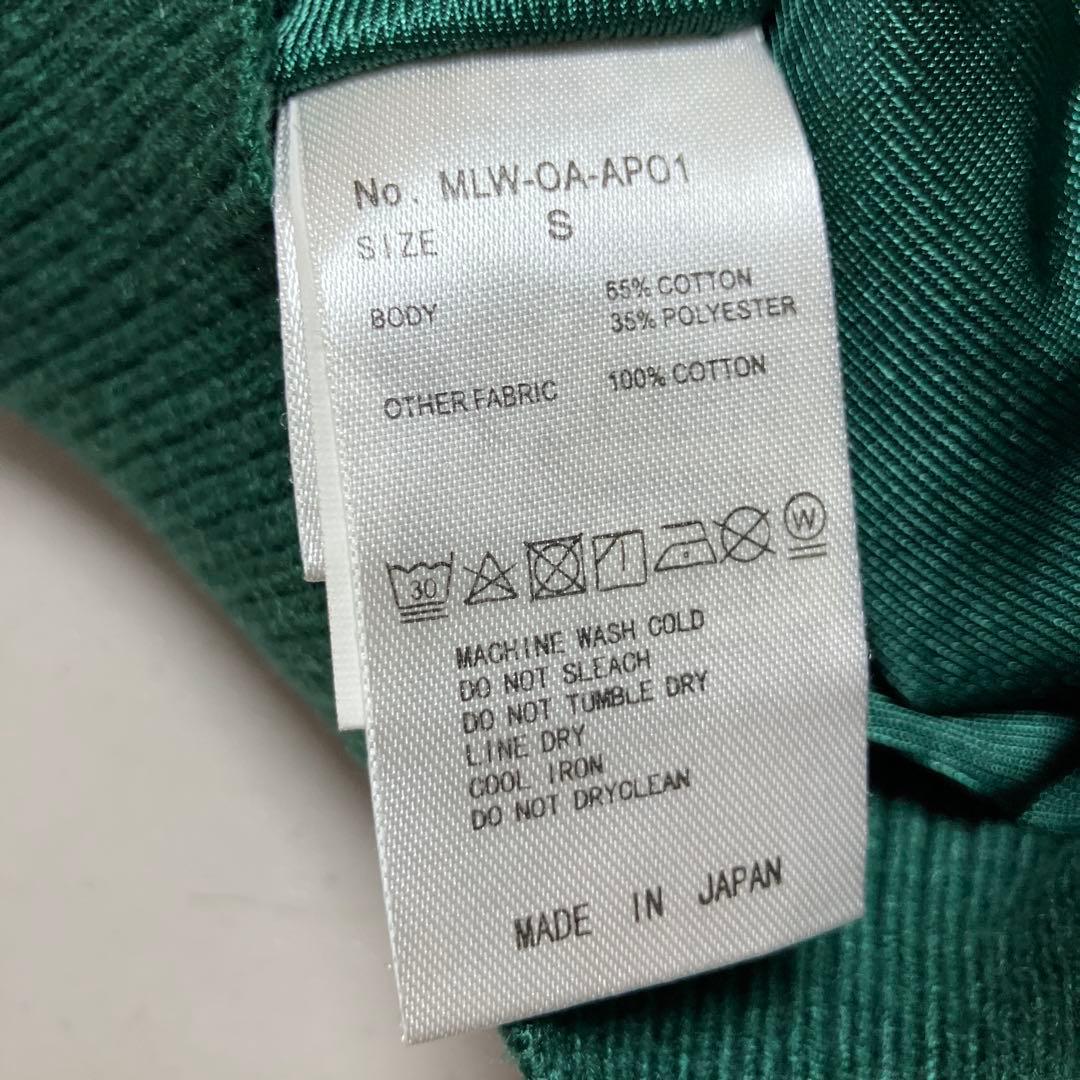 No. MLW-OA-AP01
SIZE S
BODY 65% COTTON
35% POLYESTER
OTHER FABRIC 100% COTTON
30 W
MACHINE WASH COLD
DO NOT SLEACH
DO NOT TUMBLE DRY
LINE DRY
COOL IRON
DO NOT DRYCLEAN
MADE IN JAPAN